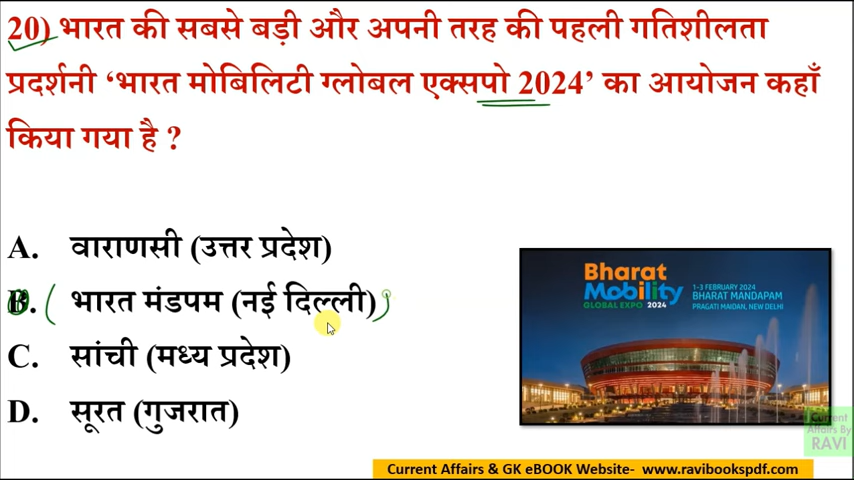 20) भारत की सबसे बड़ी और अपनी तरह की पहली गतिशीलता
प्रदर्शनी ‘भारत मोबिलिटी ग्लोबल एक्सपो 2024’ का आयोजन कहाँ
किया गया है ?
A. वाराणसी (उत्तर प्रदेश)
B. भारत मंडपम (नई दिल्ली)
C. सांची (मध्य प्रदेश)
D. सूरत (गुजरात)
Bharat
Mobility
GLOBAL EXPO 2024
1-3 FEBRUARY 2024
BHARAT MANDAPAM
PRAGATI MAIDAN, NEW DELHI
Current
Affairs By
RAVI
Current Affairs & GK eBOOK Website- www.ravibookspdf.com